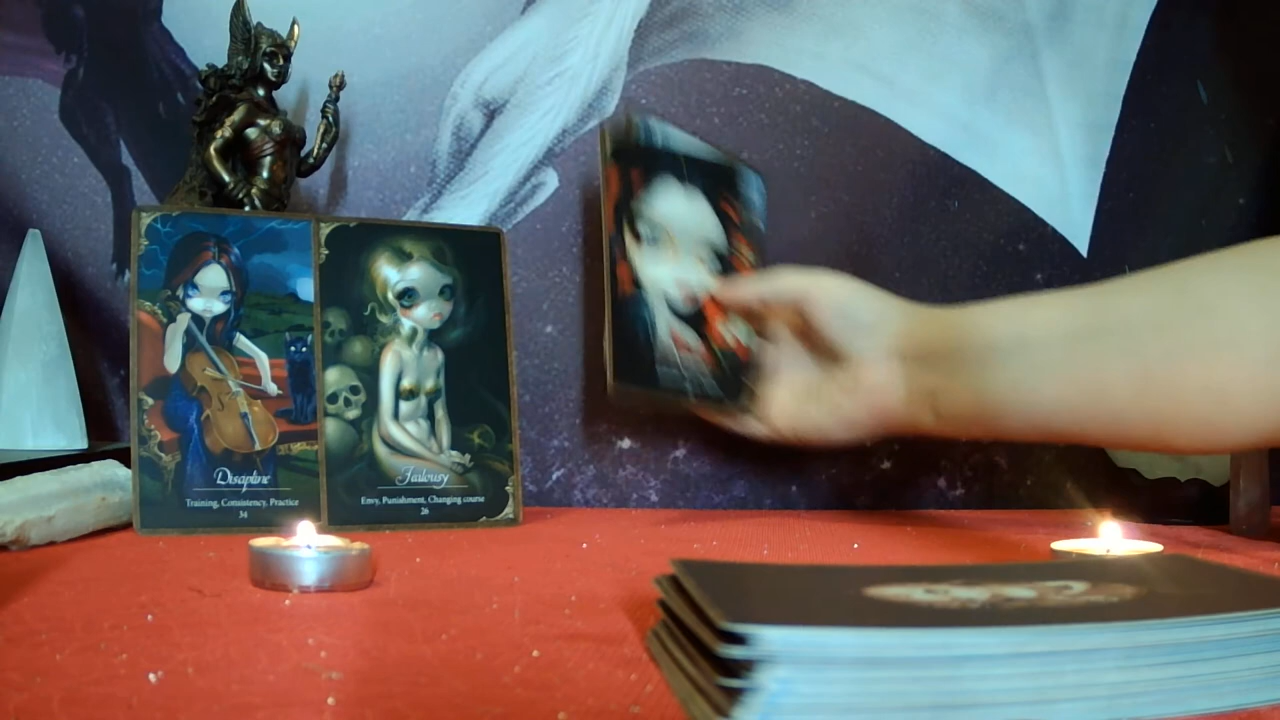 Discipline
Training, Consistency, Practice
34
Jealousy
Envy, Punishment, Changing course
26